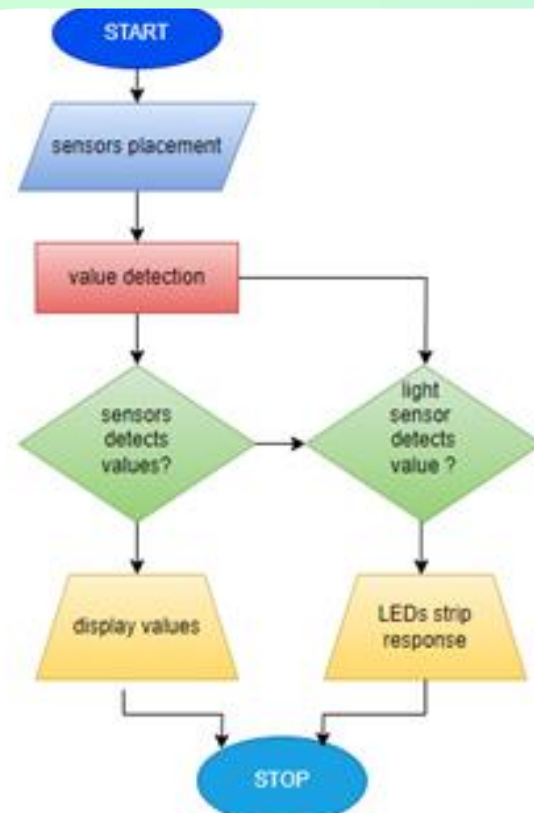 START
sensors placement
value detection
sensors
detects
values?
light
sensor
detects
value ?
display values
LEDs strip
response
STOP